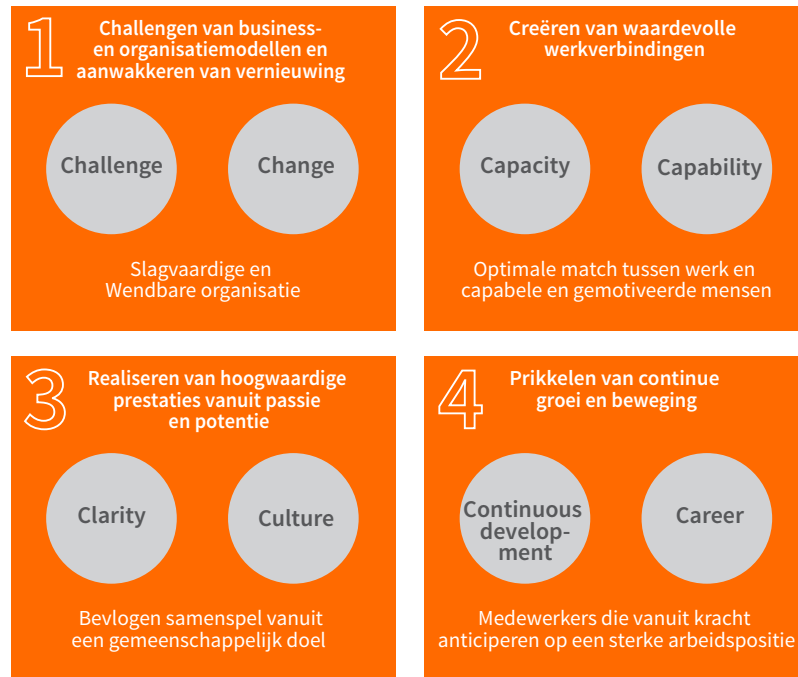 1
Challengen van business-
en organisatiemodellen en
aanwakkeren van vernieuwing
Challenge
Change
Slagvaardige en
Wendbare organisatie
2
Creëren van waardevolle
werkverbindingen
Capacity
Capability
Optimale match tussen werk en
capabele en gemotiveerde mensen
3
Realiseren van hoogwaardige
prestaties vanuit passie
en potentie
Clarity
Culture
Bevlogen samenspel vanuit
een gemeenschappelijk doel
4
Prikkelen van continue
groei en beweging
Continuous
develop-
ment
Career
Medewerkers die vanuit kracht
anticiperen op een sterke arbeidspositie